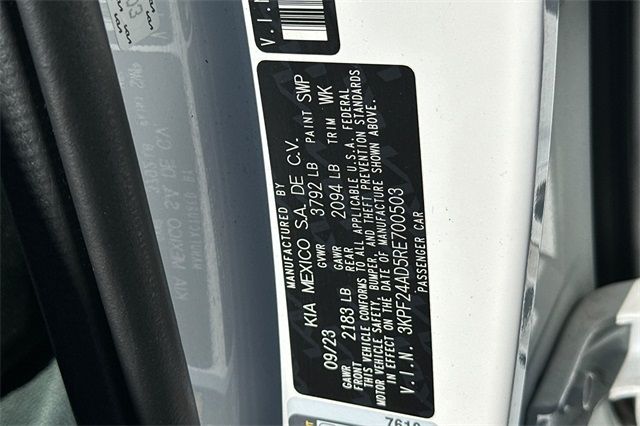 V.I.N
MANUFACTURED BY
KIA MEXICO S.A. DE C.V.
09/23 GVWR 3792 LB PAINT SWP
GAWR FRONT 2183 LB GAWR REAR 2094 LB TRIM WK
THIS VEHICLE CONFORMS TO ALL APPLICABLE U.S.A. FEDERAL
MOTOR VEHICLE SAFETY, BUMPER, AND THEFT PREVENTION STANDARDS
IN EFFECT ON THE DATE OF MANUFACTURE SHOWN ABOVE.
V.I.N. 3KPF24AD5RE700503
PASSENGER CAR